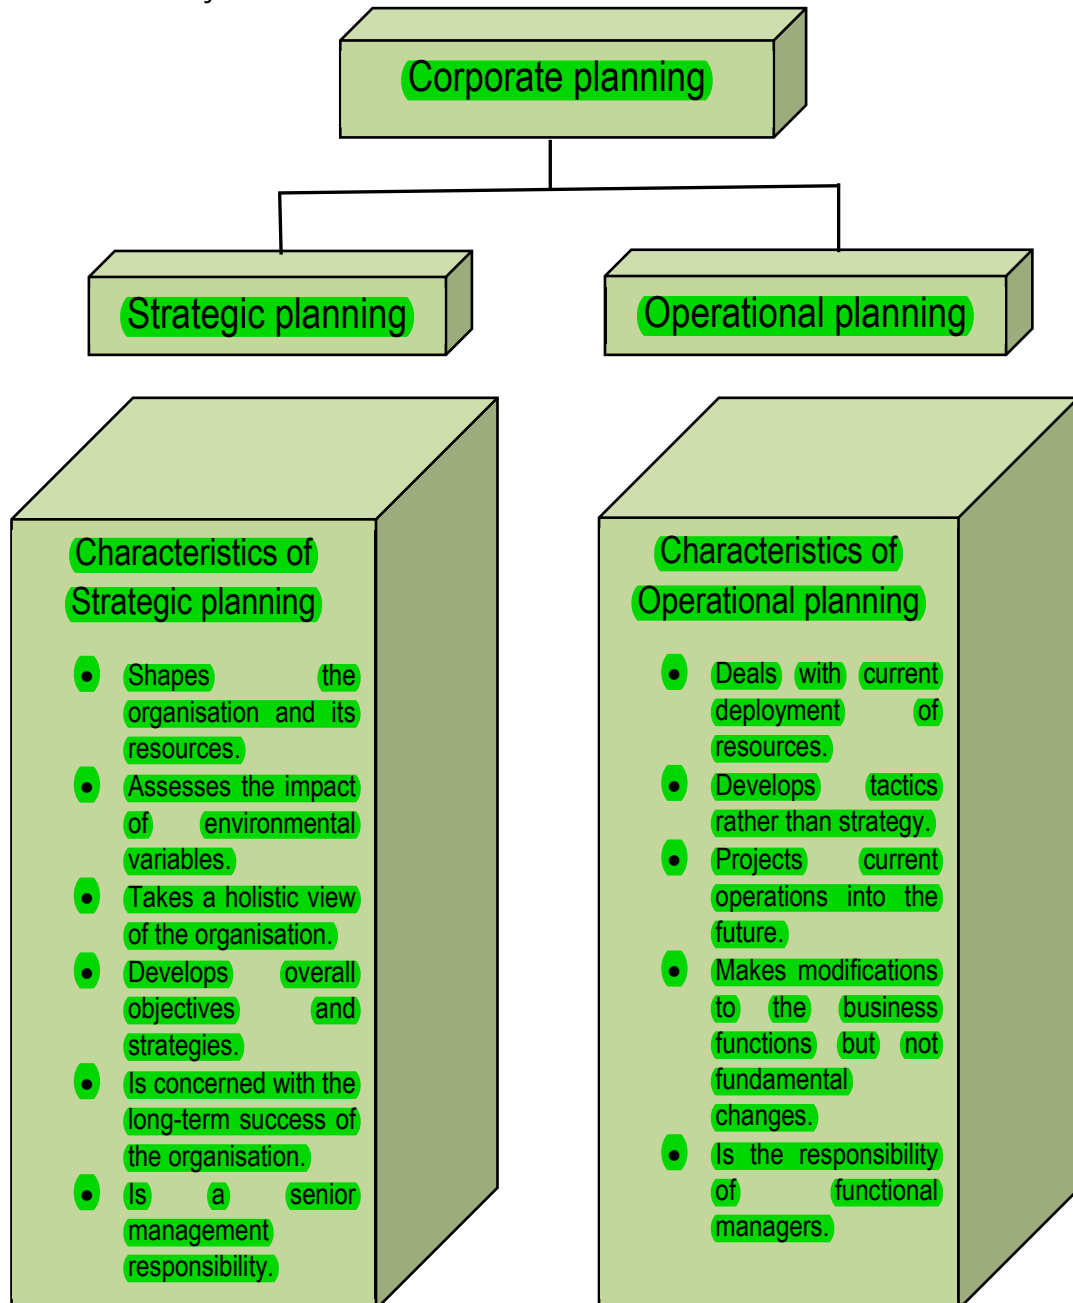 Corporate planning
Strategic planning
Operational planning
Characteristics of
Strategic planning
• Shapes the
organisation and its
resources.
• Assesses the impact
of environmental
variables.
• Takes a holistic view
of the organisation.
• Develops overall
objectives and
strategies.
• Is concerned with the
long-term success of
the organisation.
• Is a senior
management
responsibility.
Characteristics of
Operational planning
• Deals with current
deployment of
resources.
• Develops tactics
rather than strategy.
• Projects current
operations into the
future.
• Makes modifications
to the business
functions but not
fundamental
changes.
• Is the responsibility
of functional
managers.